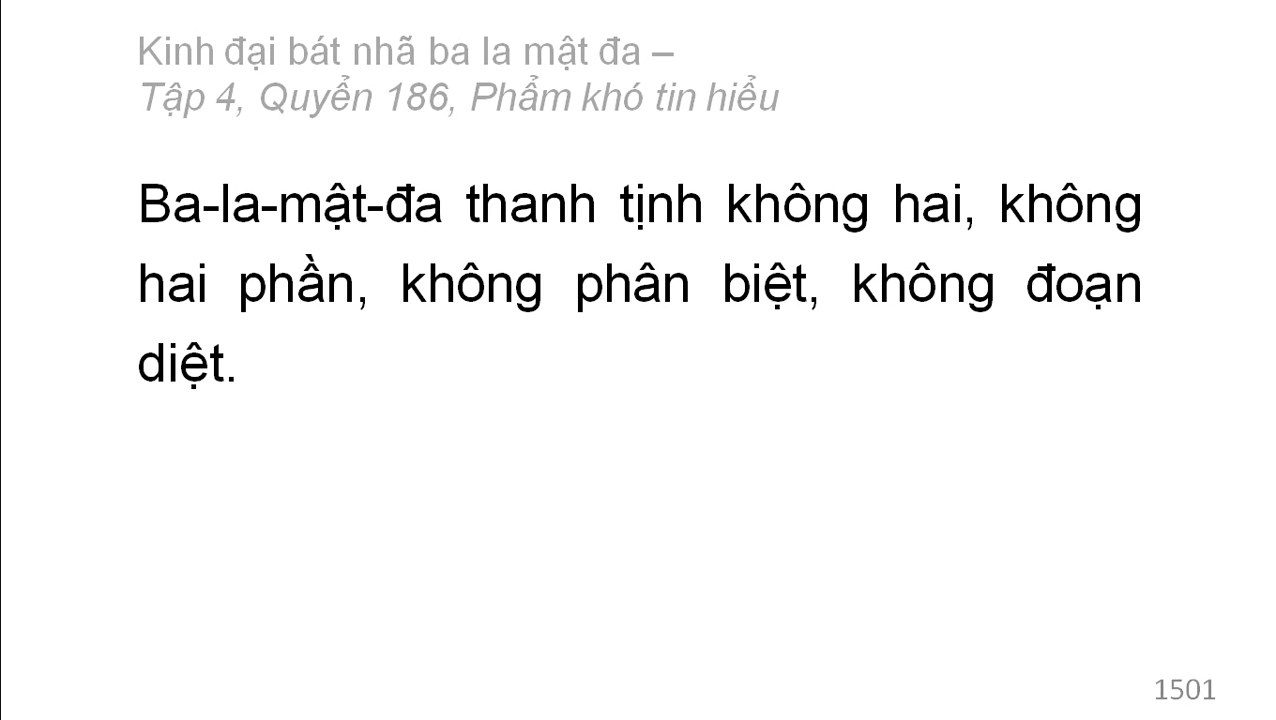 Kinh đại bát nhã ba la mật đa –
Tập 4, Quyển 186, Phẩm khó tin hiểu
Ba-la-mật-đa thanh tịnh không hai, không
hai phần, không phân biệt, không đoạn
diệt.
1501